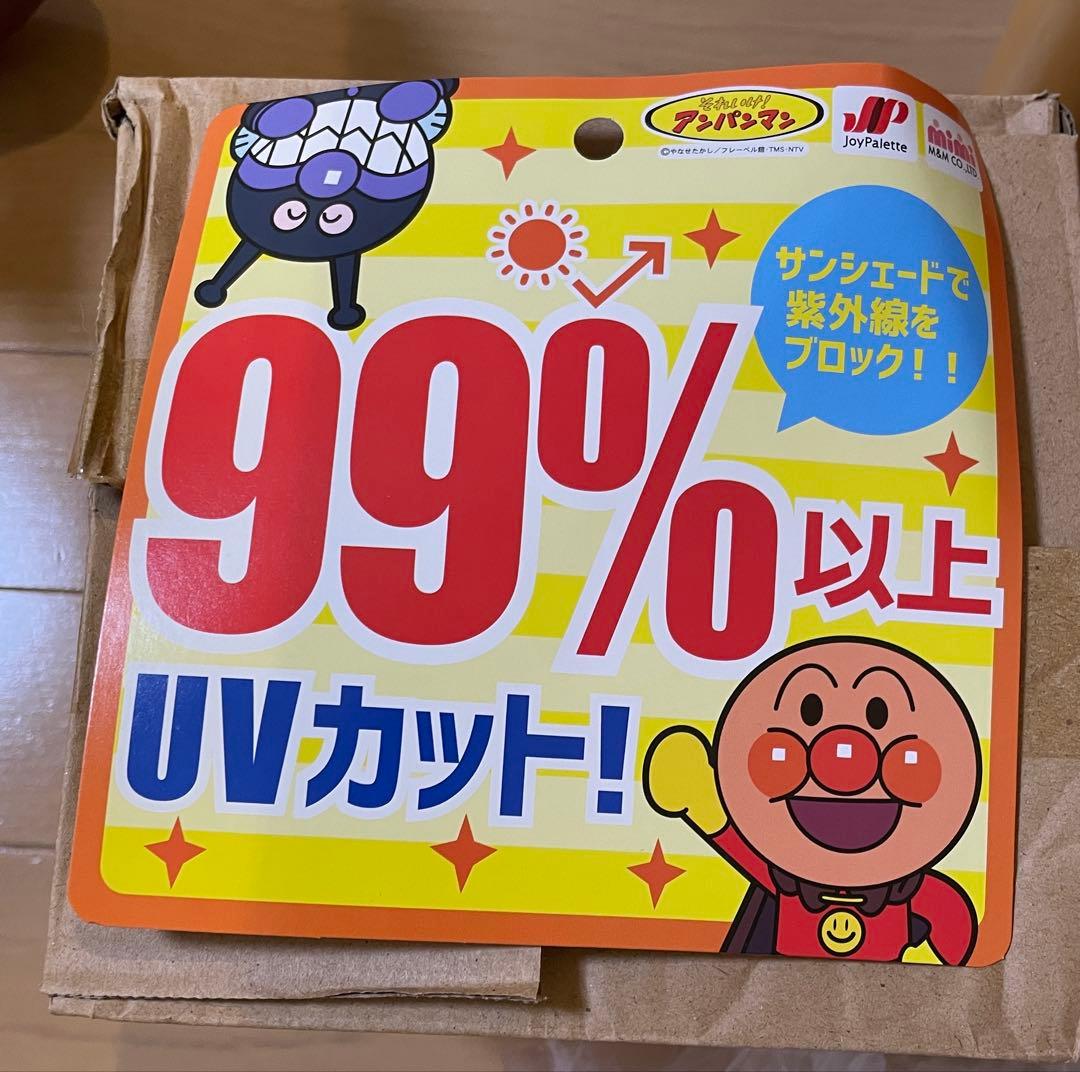 それいけ!
アンパンマン
©やなせたかし/フレーベル館・TMS・NTV
JoyPalette
mimi
M&M CO.,LTD
サンシェードで
紫外線を
ブロック!!
99%以上
UVカット!